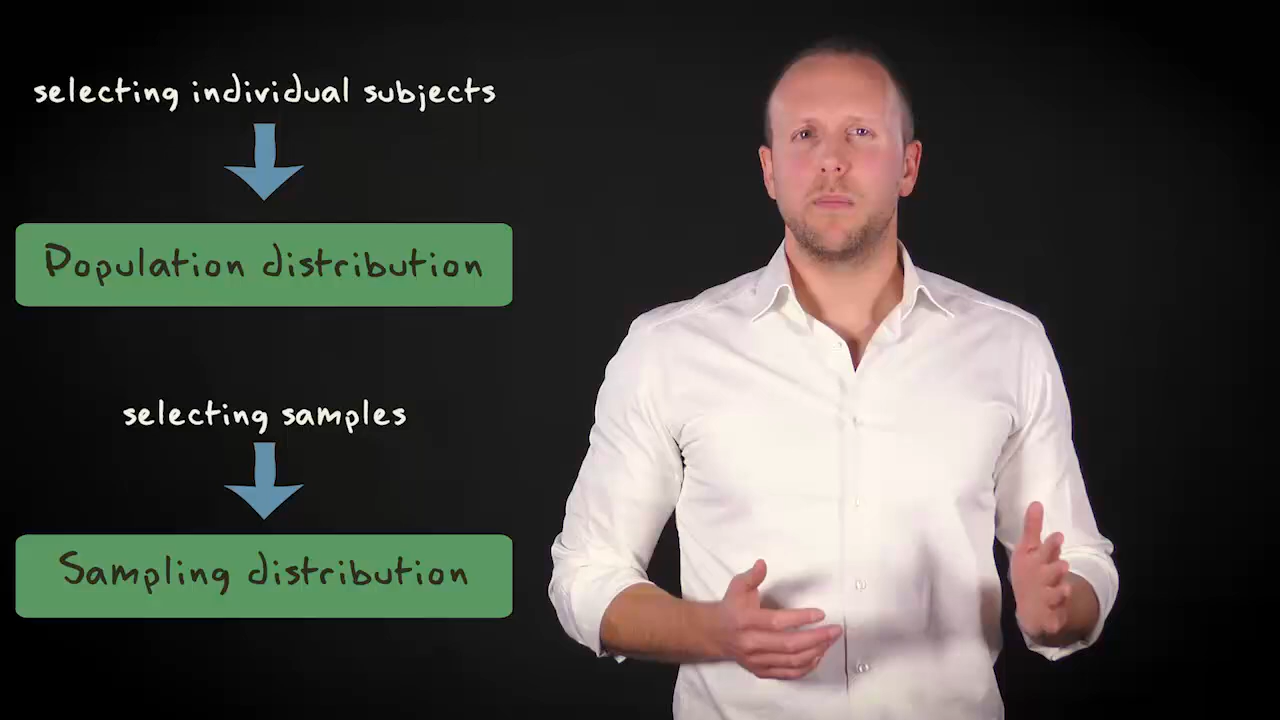 selecting individual subjects
Population distribution
selecting samples
Sampling distribution